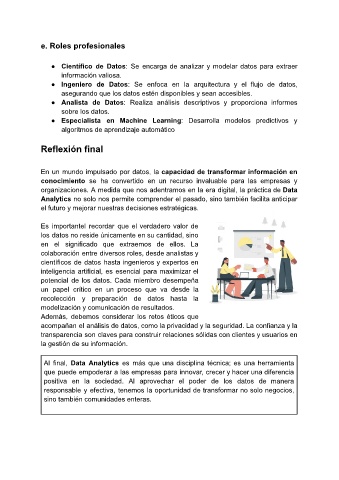 e. Roles profesionales
● Científico de Datos: Se encarga de analizar y modelar datos para extraer
información valiosa.
● Ingeniero de Datos: Se enfoca en la arquitectura y el flujo de datos,
asegurando que los datos estén disponibles y sean accesibles.
● Analista de Datos: Realiza análisis descriptivos y proporciona informes
sobre los datos.
● Especialista en Machine Learning: Desarrolla modelos predictivos y
algoritmos de aprendizaje automático
Reflexión final
En un mundo impulsado por datos, la capacidad de transformar información en
conocimiento se ha convertido en un recurso invaluable para las empresas y
organizaciones. A medida que nos adentramos en la era digital, la práctica de Data
Analytics no solo nos permite comprender el pasado, sino también facilita anticipar
el futuro y mejorar nuestras decisiones estratégicas.
Es importantel recordar que el verdadero valor de
los datos no reside únicamente en su cantidad, sino
en el significado que extraemos de ellos. La
colaboración entre diversos roles, desde analistas y
científicos de datos hasta ingenieros y expertos en
inteligencia artificial, es esencial para maximizar el
potencial de los datos. Cada miembro desempeña
un papel crítico en un proceso que va desde la
recolección y preparación de datos hasta la
modelización y comunicación de resultados.
Además, debemos considerar los retos éticos que
acompañan el análisis de datos, como la privacidad y la seguridad. La confianza y la
transparencia son claves para construir relaciones sólidas con clientes y usuarios en
la gestión de su información.
Al final, Data Analytics es más que una disciplina técnica; es una herramienta
que puede empoderar a las empresas para innovar, crecer y hacer una diferencia
positiva en la sociedad. Al aprovechar el poder de los datos de manera
responsable y efectiva, tenemos la oportunidad de transformar no solo negocios,
sino también comunidades enteras.